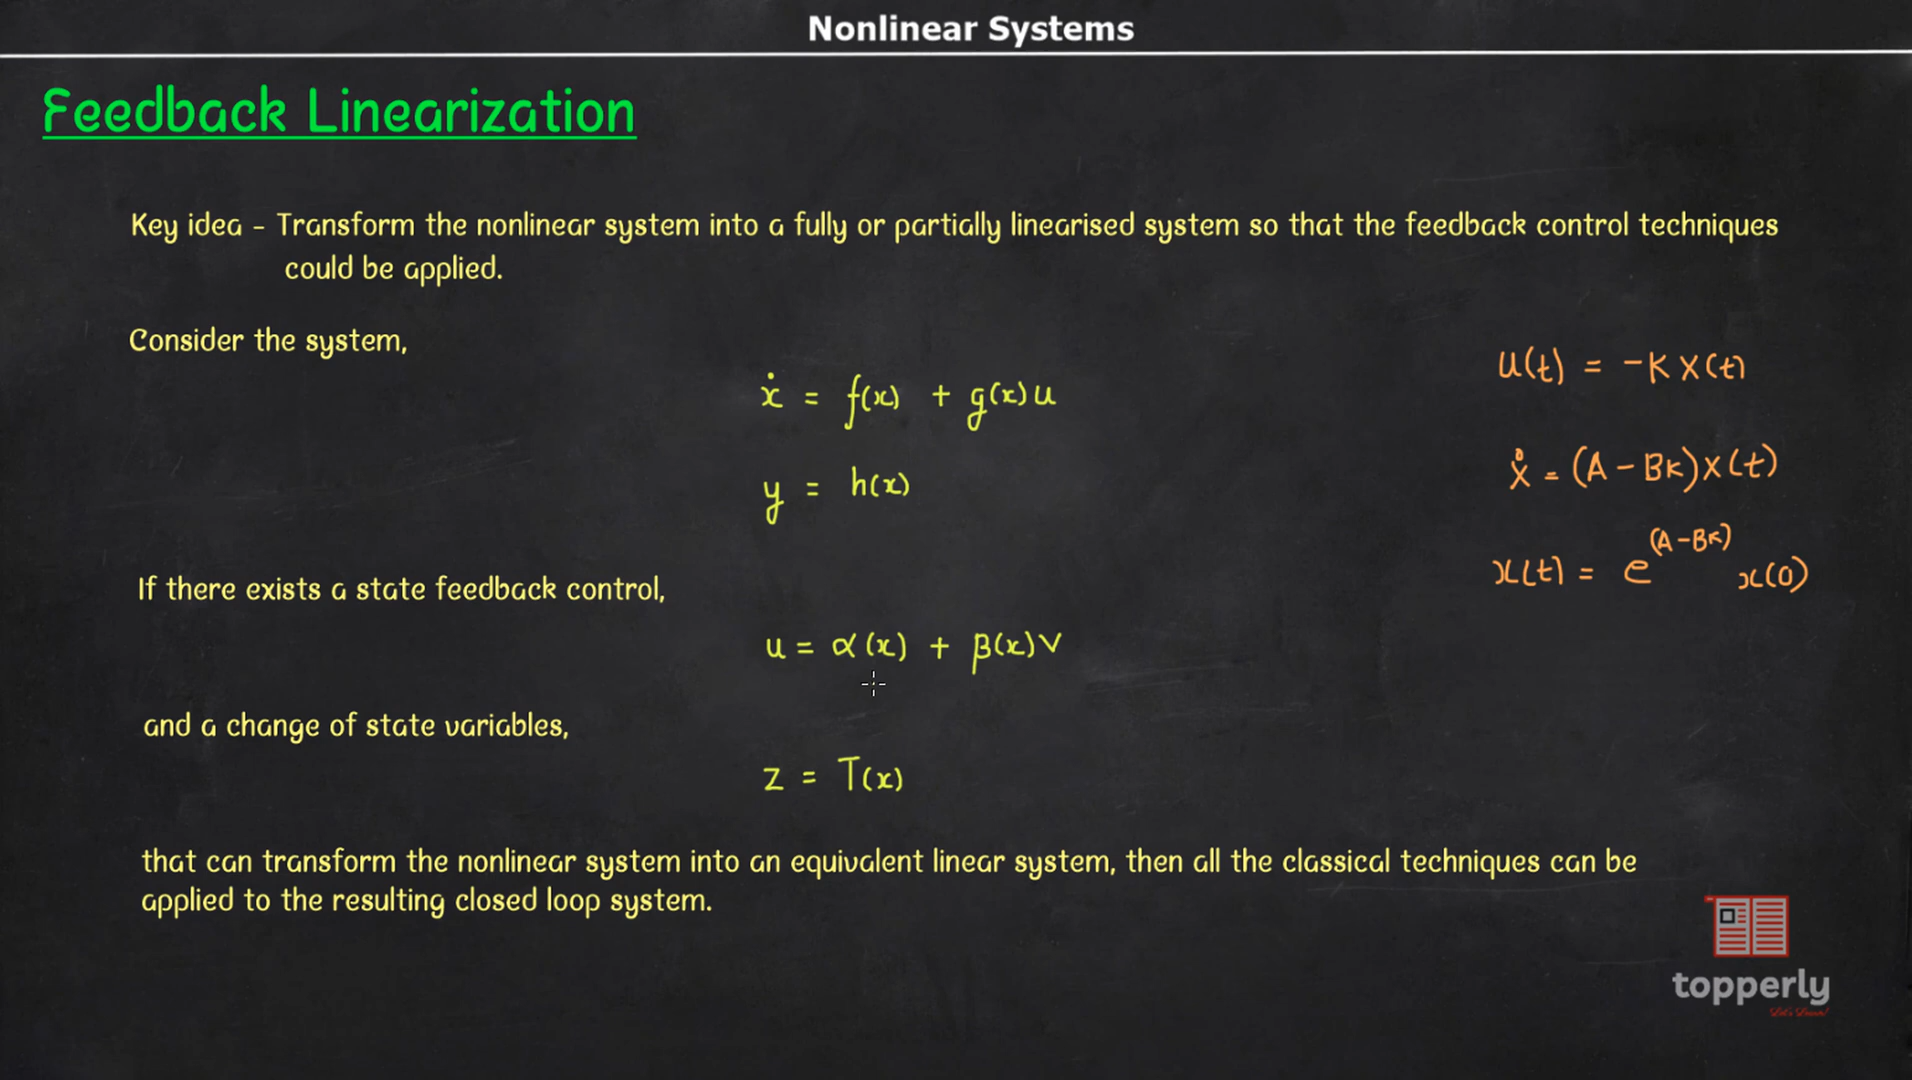 Nonlinear Systems
Feedback Linearization
Key idea - Transform the nonlinear system into a fully or partially linearised system so that the feedback control techniques
could be applied.
Consider the system,
ẋ = f(x) + g(x)u
y = h(x)
u(t) = -K x(t)
ẋ = (A - BK)x(t)
x(t) = e^(A-BK) x(0)
If there exists a state feedback control,
u = α(x) + β(x)v
and a change of state variables,
z = T(x)
that can transform the nonlinear system into an equivalent linear system, then all the classical techniques can be
applied to the resulting closed loop system.
topperly
Let's Learn!